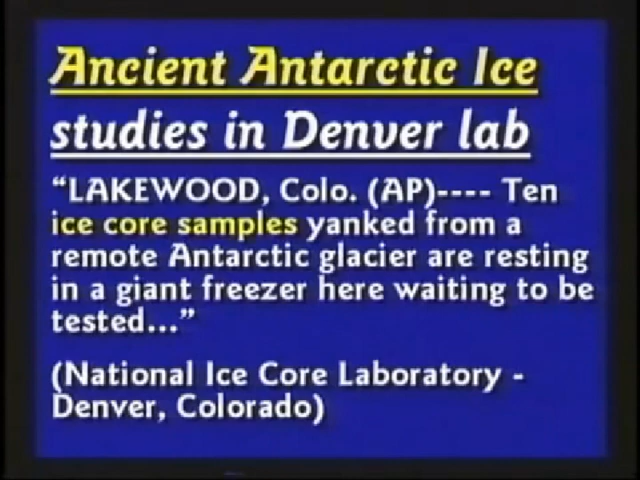 Ancient Antarctic Ice
studies in Denver lab
“LAKEWOOD, Colo. (AP)---- Ten
ice core samples yanked from a
remote Antarctic glacier are resting
in a giant freezer here waiting to be
tested...”
(National Ice Core Laboratory -
Denver, Colorado)